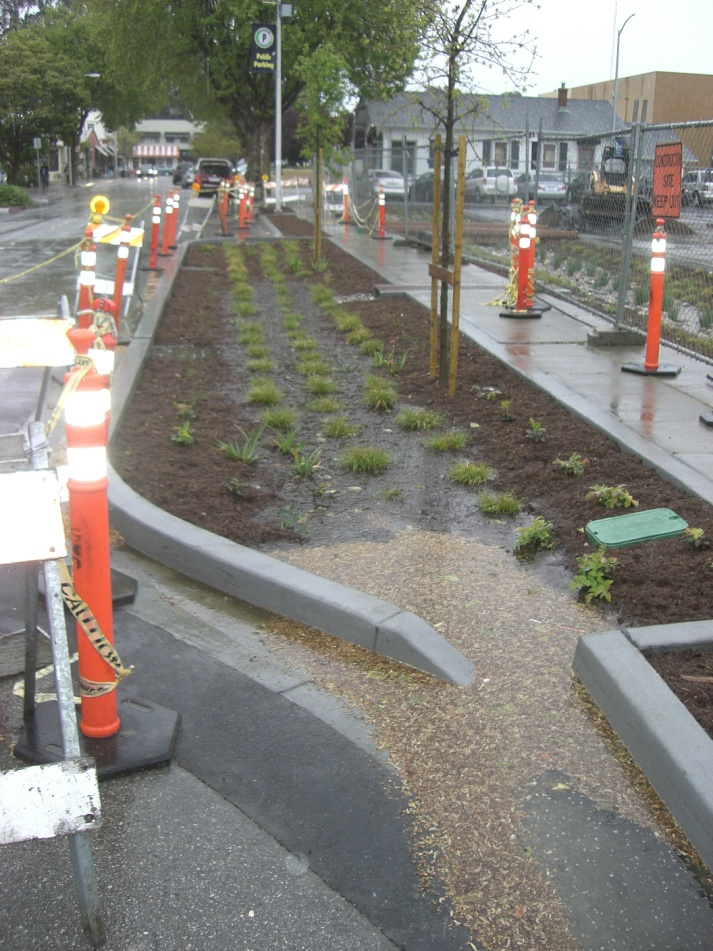 P
Public
Parking
CONSTRUCTION
SITE
KEEP OUT
CAUTION